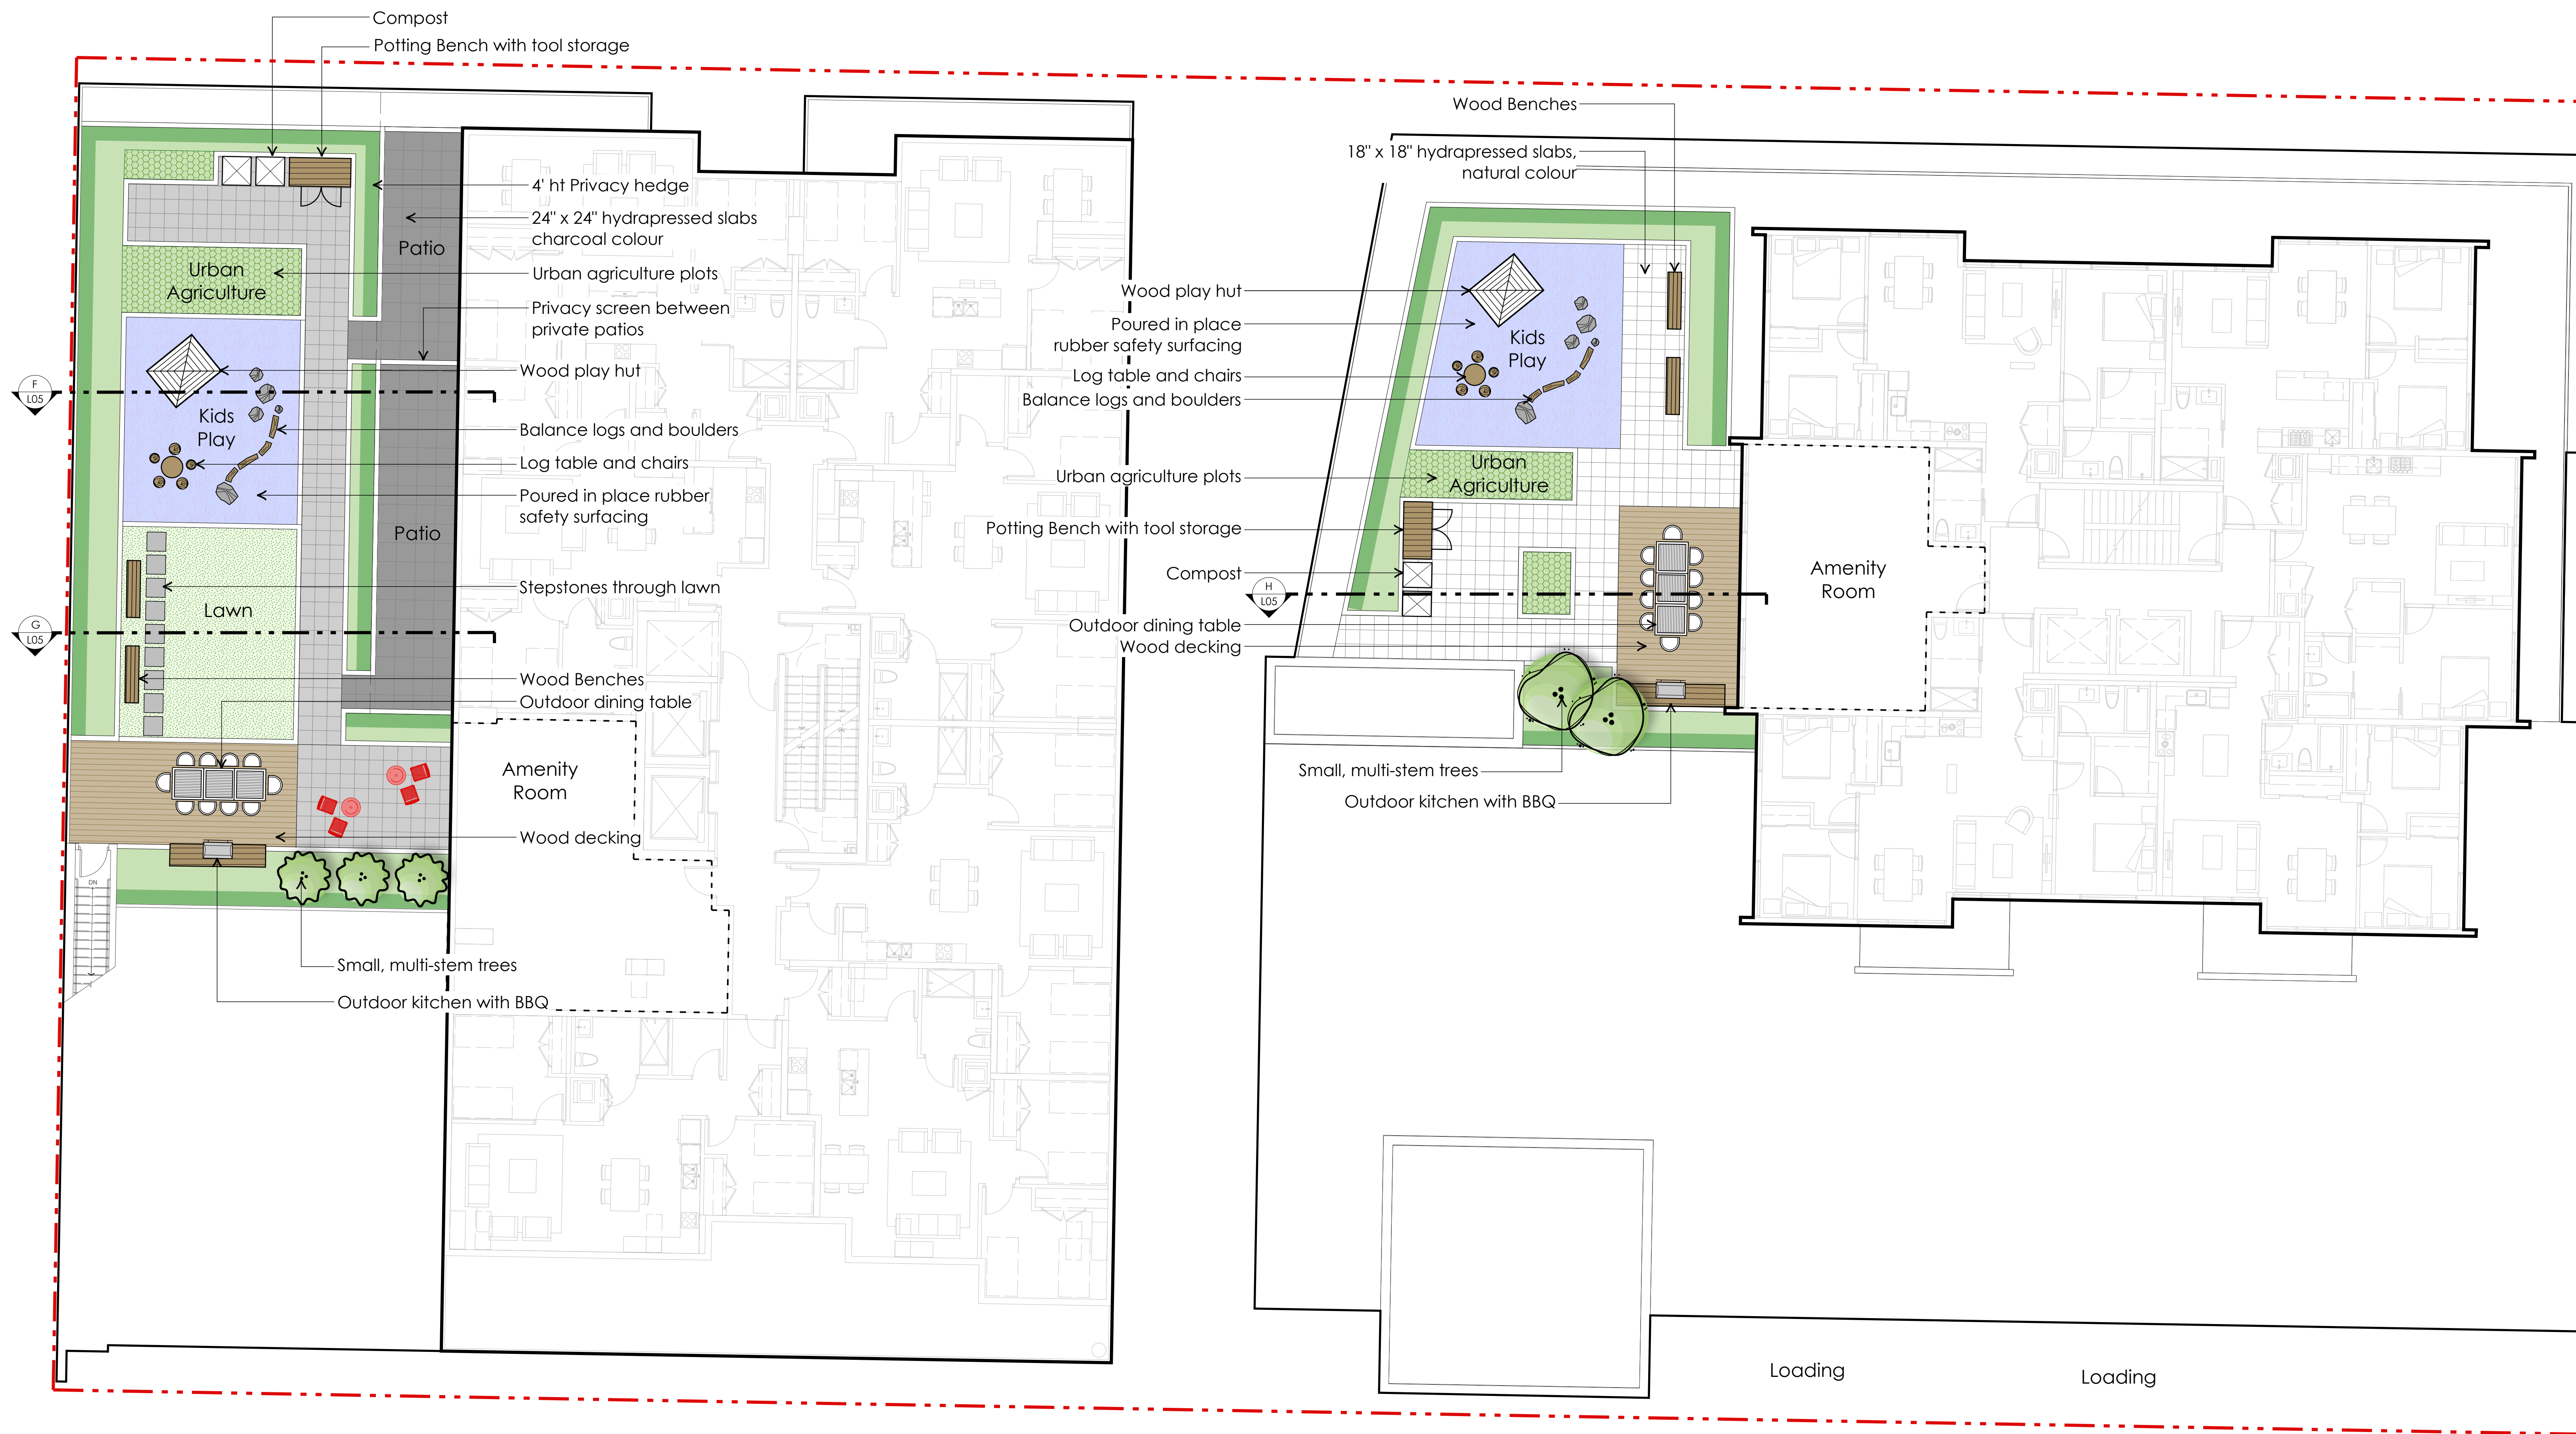 Compost
Potting Bench with tool storage
4' ht Privacy hedge
24" x 24" hydrapressed slabs
charcoal colour
Patio
Urban
Agriculture
Urban agriculture plots
Privacy screen between
private patios
Wood play hut
F
L05
Kids
Play
Balance logs and boulders
Log table and chairs
Poured in place rubber
safety surfacing
Patio
Stepstones through lawn
Lawn
G
L05
Wood Benches
Outdoor dining table
Amenity
Room
Wood decking
DN
Small, multi-stem trees
Outdoor kitchen with BBQ
Wood Benches
18" x 18" hydrapressed slabs,
natural colour
Wood play hut
Poured in place
rubber safety surfacing
Kids
Play
Log table and chairs
Balance logs and boulders
Urban
Agriculture
Urban agriculture plots
Potting Bench with tool storage
Compost
H
L05
Amenity
Room
Outdoor dining table
Wood decking
Small, multi-stem trees
Outdoor kitchen with BBQ
Loading
Loading